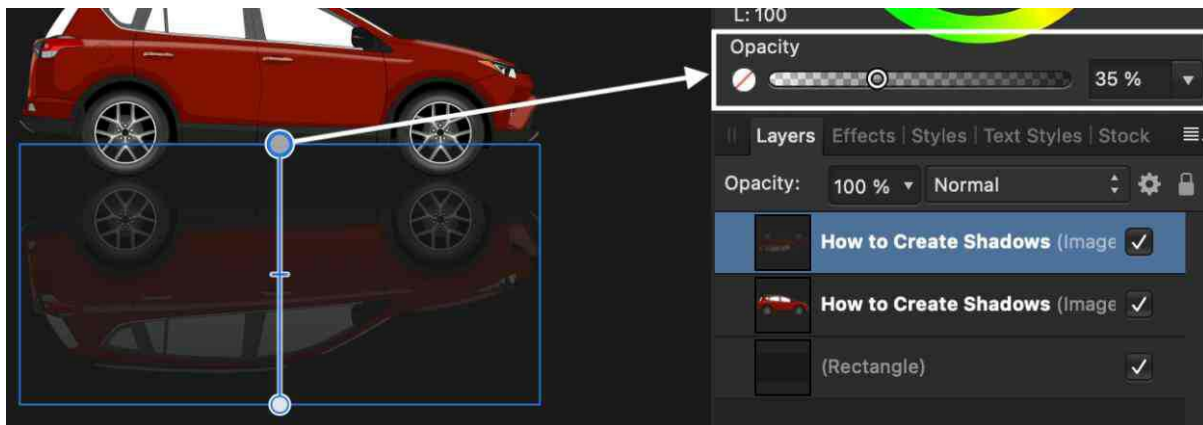 L: 100
Opacity
35 %
Layers Effects | Styles | Text Styles | Stock
Opacity: 100 % Normal
How to Create Shadows (Image
How to Create Shadows (Image
(Rectangle)